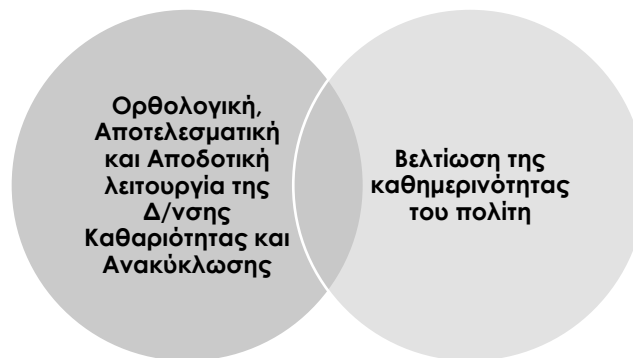 Ορθολογική,
Αποτελεσματική
και Αποδοτική
λειτουργία της
Δ/νσης
Καθαριότητας και
Ανακύκλωσης
Βελτίωση της
καθημερινότητας
του πολίτη